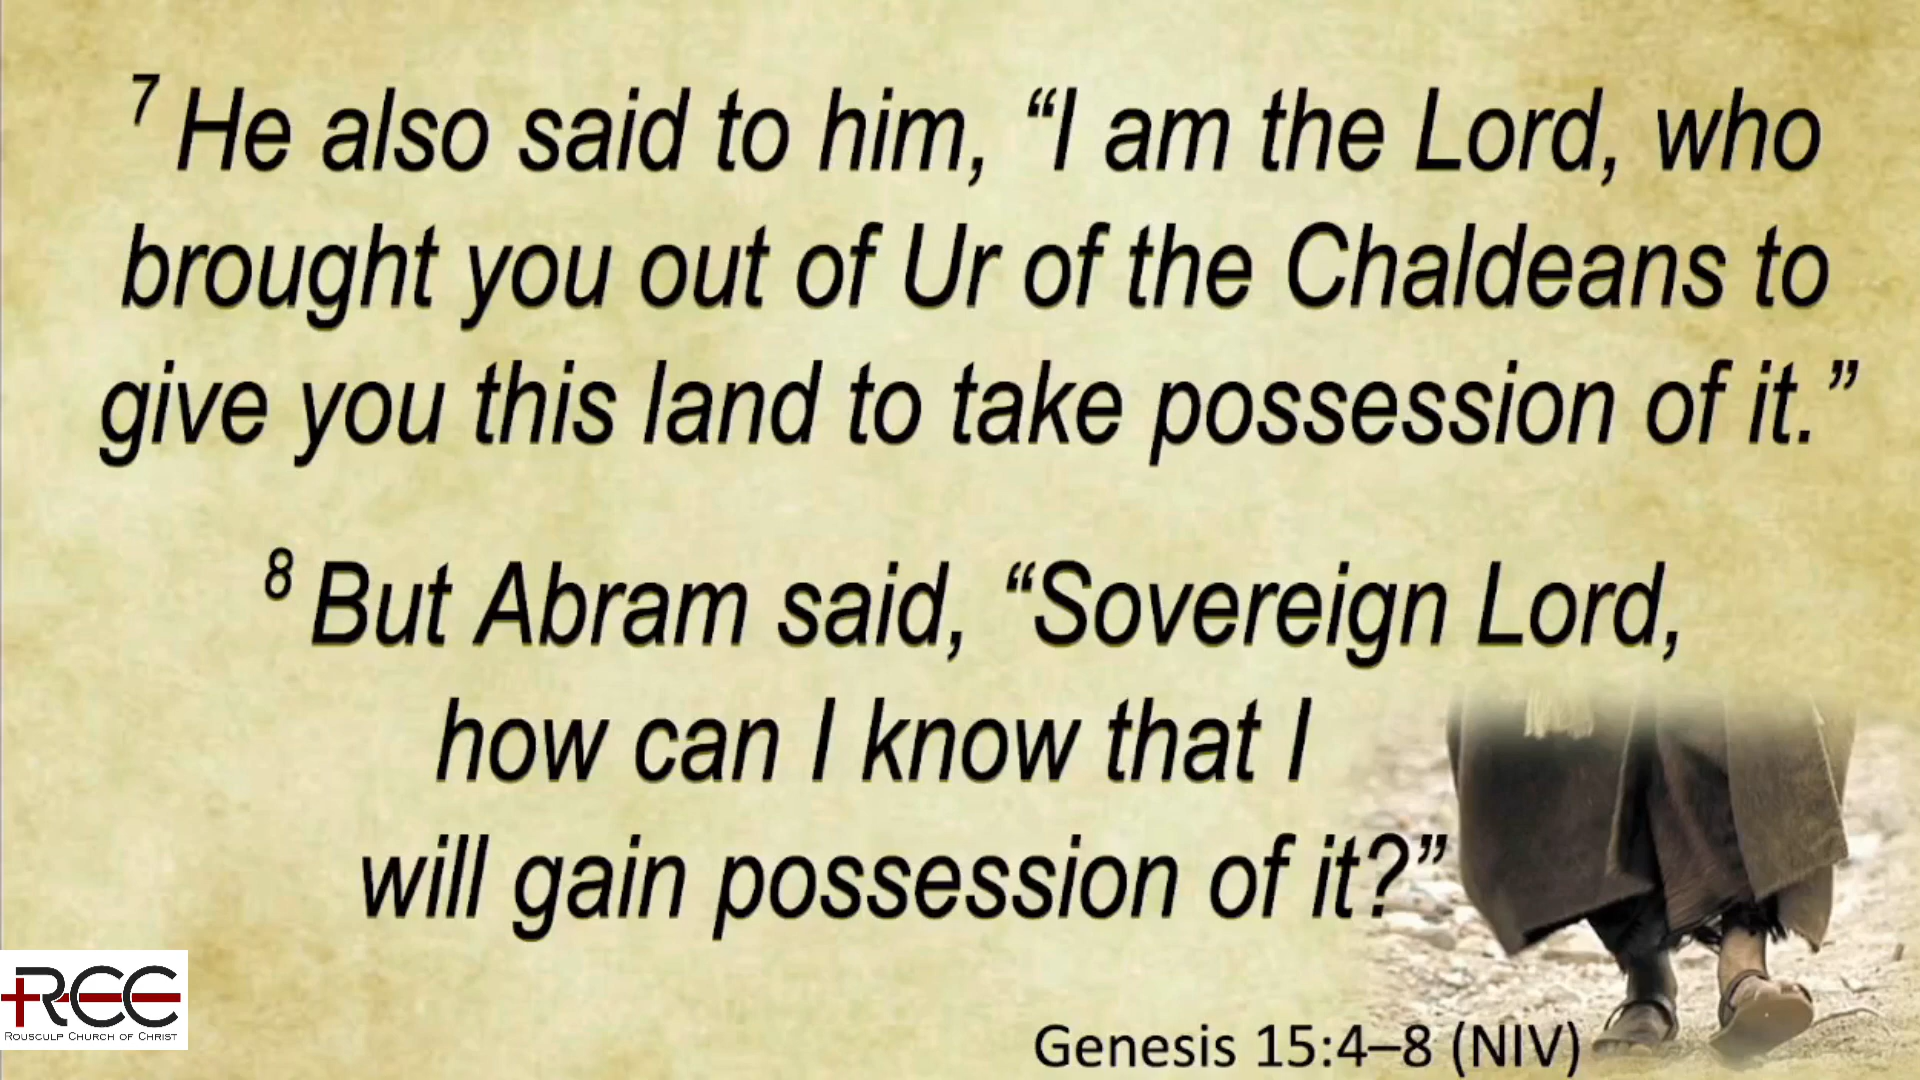 7 He also said to him, “I am the Lord, who
brought you out of Ur of the Chaldeans to
give you this land to take possession of it.”
8 But Abram said, “Sovereign Lord,
how can I know that I
will gain possession of it?”
RCC
Rousculp Church of Christ
Genesis 15:4–8 (NIV)